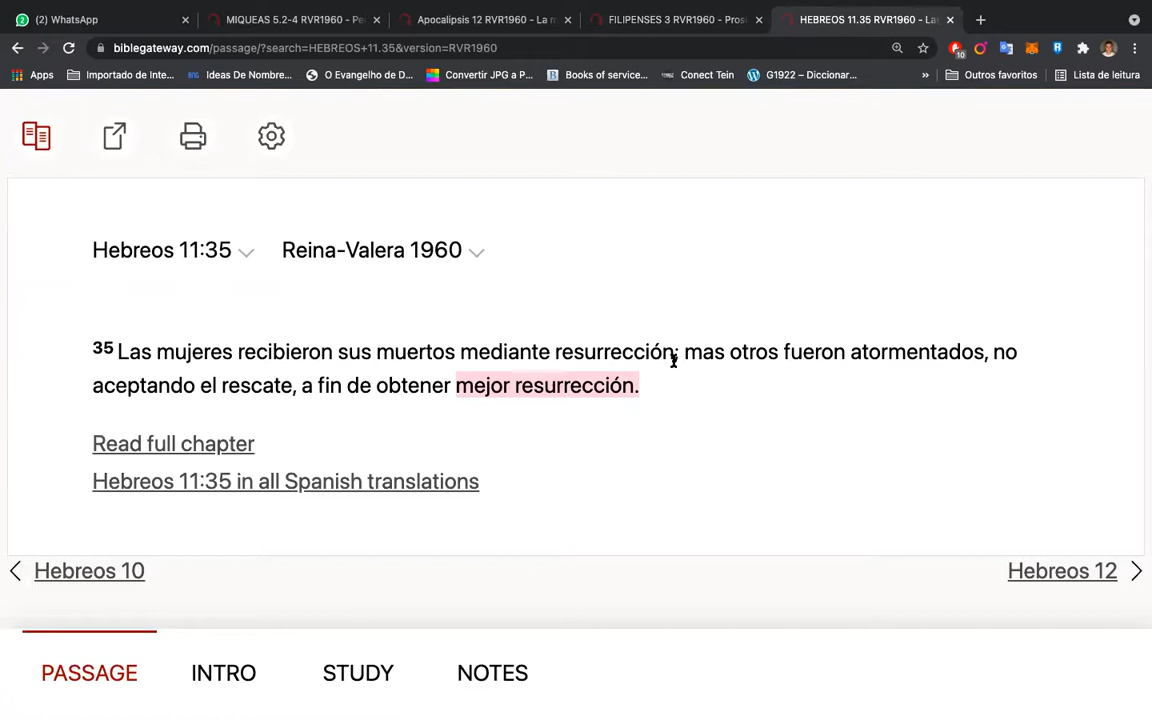 (2) WhatsApp
MIQUEAS 5.2-4 RVR1960 - Pe
Apocalipsis 12 RVR1960 - La m
FILIPENSES 3 RVR1960 - Pros
HEBREOS 11.35 RVR1960 - La
biblegateway.com/passage/?search=HEBREOS+11.35&version=RVR1960
10
Apps
Importado de Inte...
Ideas De Nombre...
O Evangelho de D...
Convertir JPG a P...
Books of service...
Conect Tein
G1922 – Diccionar...
»
Outros favoritos
Lista de leitura
Hebreos 11:35
Reina-Valera 1960
35 Las mujeres recibieron sus muertos mediante resurrección; mas otros fueron atormentados, no
aceptando el rescate, a fin de obtener mejor resurrección.
Read full chapter
Hebreos 11:35 in all Spanish translations
Hebreos 10
Hebreos 12
PASSAGE
INTRO
STUDY
NOTES